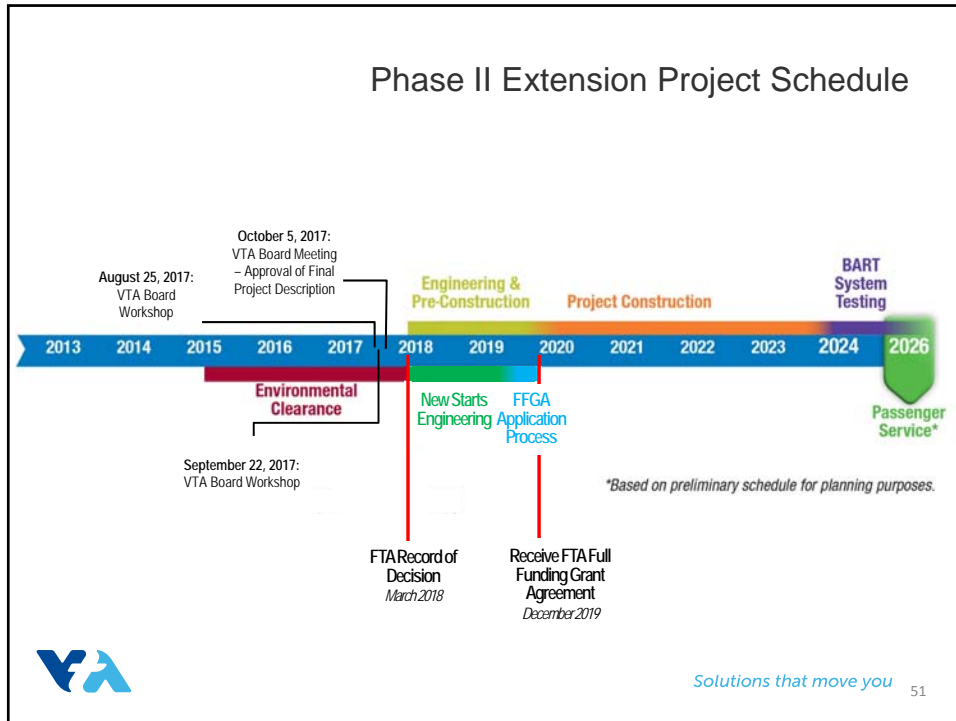 Phase II Extension Project Schedule
October 5, 2017:
VTA Board Meeting
– Approval of Final
Project Description
August 25, 2017:
VTA Board
Workshop
Engineering &
Pre-Construction
Project Construction
BART
System
Testing
2013 2014 2015 2016 2017 2018 2019 2020 2021 2022 2023 2024 2026
Environmental
Clearance
New Starts
Engineering
FFGA
Application
Process
Passenger
Service*
September 22, 2017:
VTA Board Workshop
*Based on preliminary schedule for planning purposes.
FTA Record of
Decision
March 2018
Receive FTA Full
Funding Grant
Agreement
December 2019
VTA
Solutions that move you
51